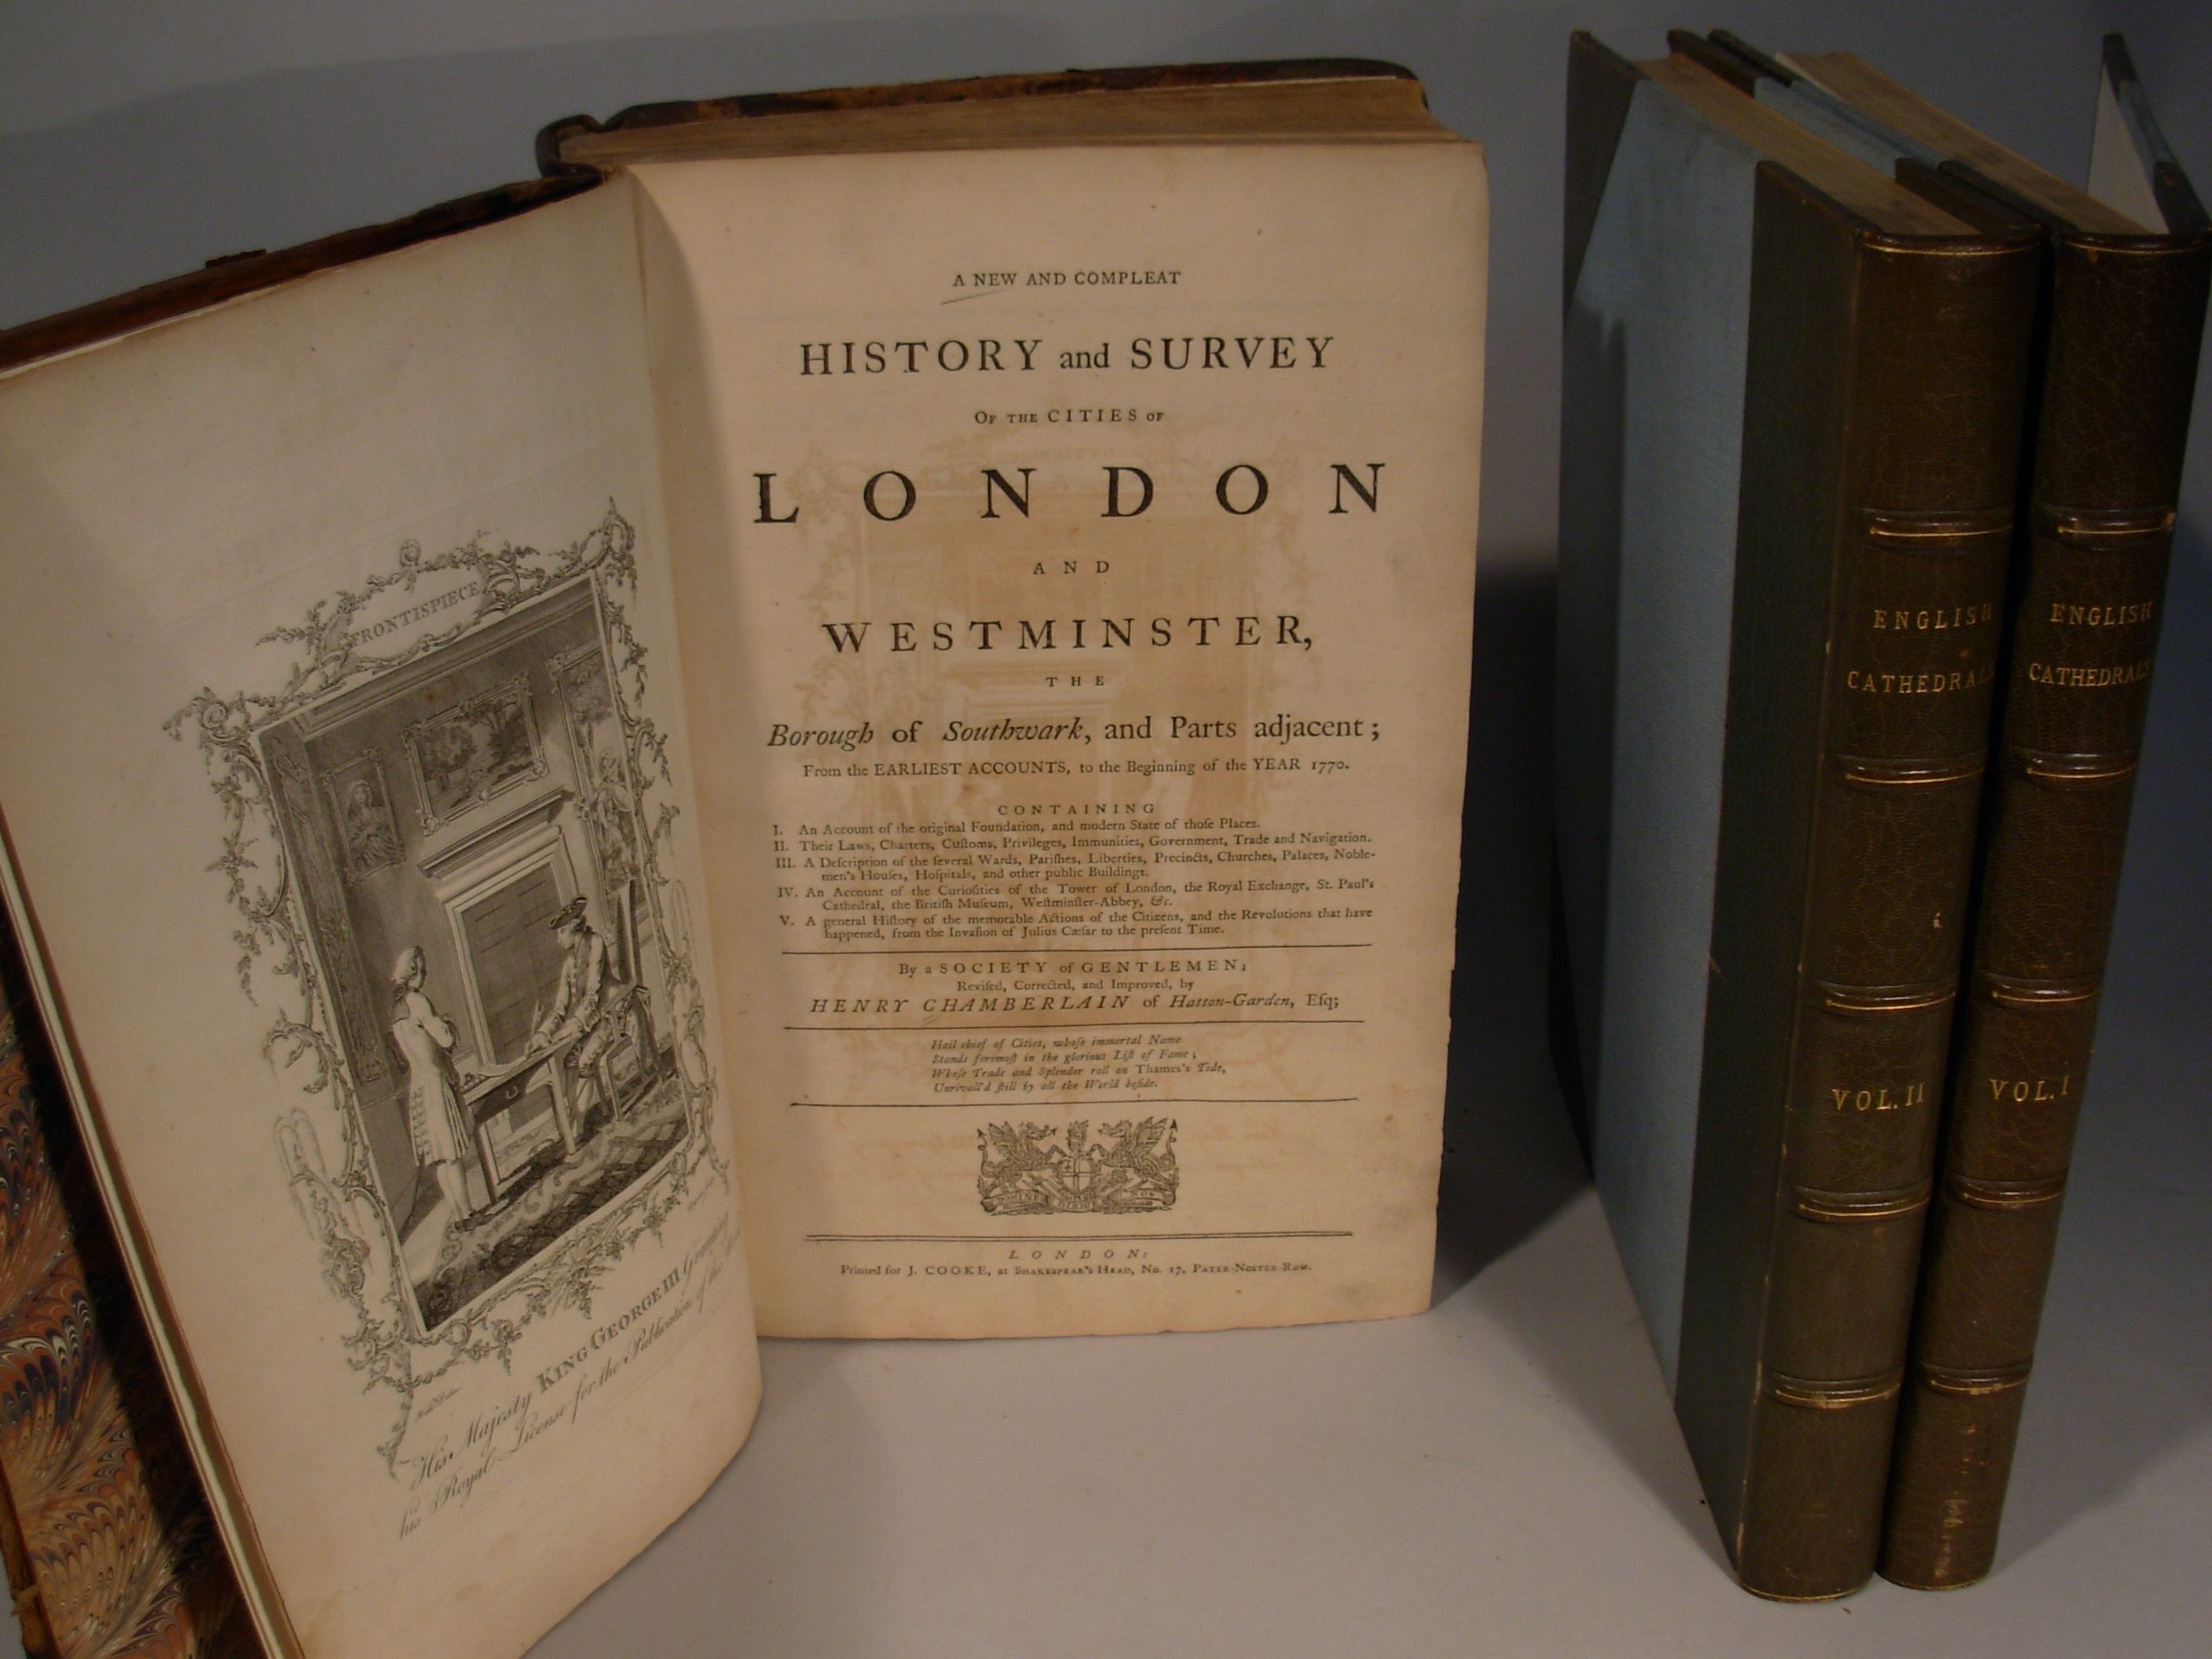 FRONTISPIECE
His Majesty KING GEORGE III Granting
his Royal License for the Publication of this
A NEW AND COMPLEAT
HISTORY and SURVEY
OF THE CITIES OF
LONDON
AND
WESTMINSTER,
THE
Borough of Southwark, and Parts adjacent;
From the EARLIEST ACCOUNTS, to the Beginning of the YEAR 1770.
CONTAINING
I. An Account of the original Foundation, and modern State of thoſe Places.
II. Their Laws, Charters, Cuſtoms, Privileges, Immunities, Government, Trade and Navigation.
III. A Deſcription of the ſeveral Wards, Pariſhes, Liberties, Precincts, Churches, Palaces, Noble-
men's Houſes, Hoſpitals, and other public Buildings.
IV. An Account of the Curioſities of the Tower of London, the Royal Exchange, St. Paul's
Cathedral, the Britiſh Muſeum, Weſtminſter-Abbey, &c.
V. A general Hiſtory of the memorable Actions of the Citizens, and the Revolutions that have
happened, from the Invaſion of Julius Cæſar to the preſent Time.
By a SOCIETY of GENTLEMEN;
Reviſed, Corrected, and Improved, by
HENRY CHAMBERLAIN of Hatton-Garden, Eſq;
Hail chief of Cities, whoſe immortal Name
Stands foremoſt in the glorious Liſt of Fame;
Whoſe Trade and Splendor roll on Thames's Tide,
Unrivall'd ſtill by all the World beſide.
LONDON:
Printed for J. COOKE, at SHAKESPEAR'S HEAD, No. 17, PATER-NOSTER ROW.
ENGLISH
CATHEDRALS
VOL. II
ENGLISH
CATHEDRALS
VOL. I